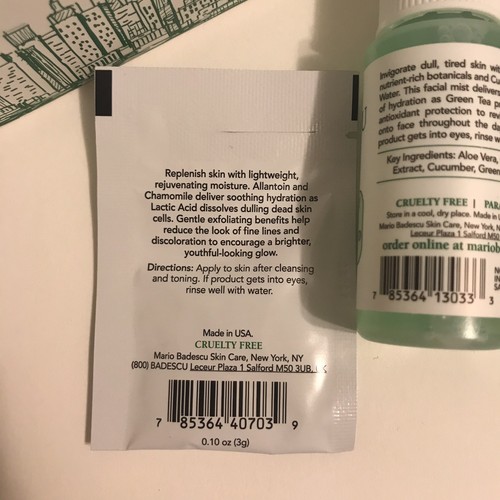 Replenish skin with lightweight,
rejuvenating moisture. Allantoin and
Chamomile deliver soothing hydration as
Lactic Acid dissolves dulling dead skin
cells. Gentle exfoliating benefits help
reduce the look of fine lines and
discoloration to encourage a brighter,
youthful-looking glow.
Directions: Apply to skin after cleansing
and toning. If product gets into eyes,
rinse well with water.
Made in USA.
CRUELTY FREE
Mario Badescu Skin Care, New York, NY
(800) BADESCU Leceur Plaza 1 Salford M50 3UB,
7 85364 40703 9
0.10 oz (3g)
Invigorate dull, tired skin
nutrient-rich botanicals and
Water. This facial mist
of hydration as Green Tea
antioxidant protection to
onto face throughout the
product gets into eyes, rinse
Key Ingredients: Aloe Vera,
Extract, Cucumber, Green
CRUELTY FREE |
Store in a cool, dry place. Made in
Mario Badescu Skin Care, New
Leceur Plaza 1 Salford M50
order online at
7 85364 13033 3